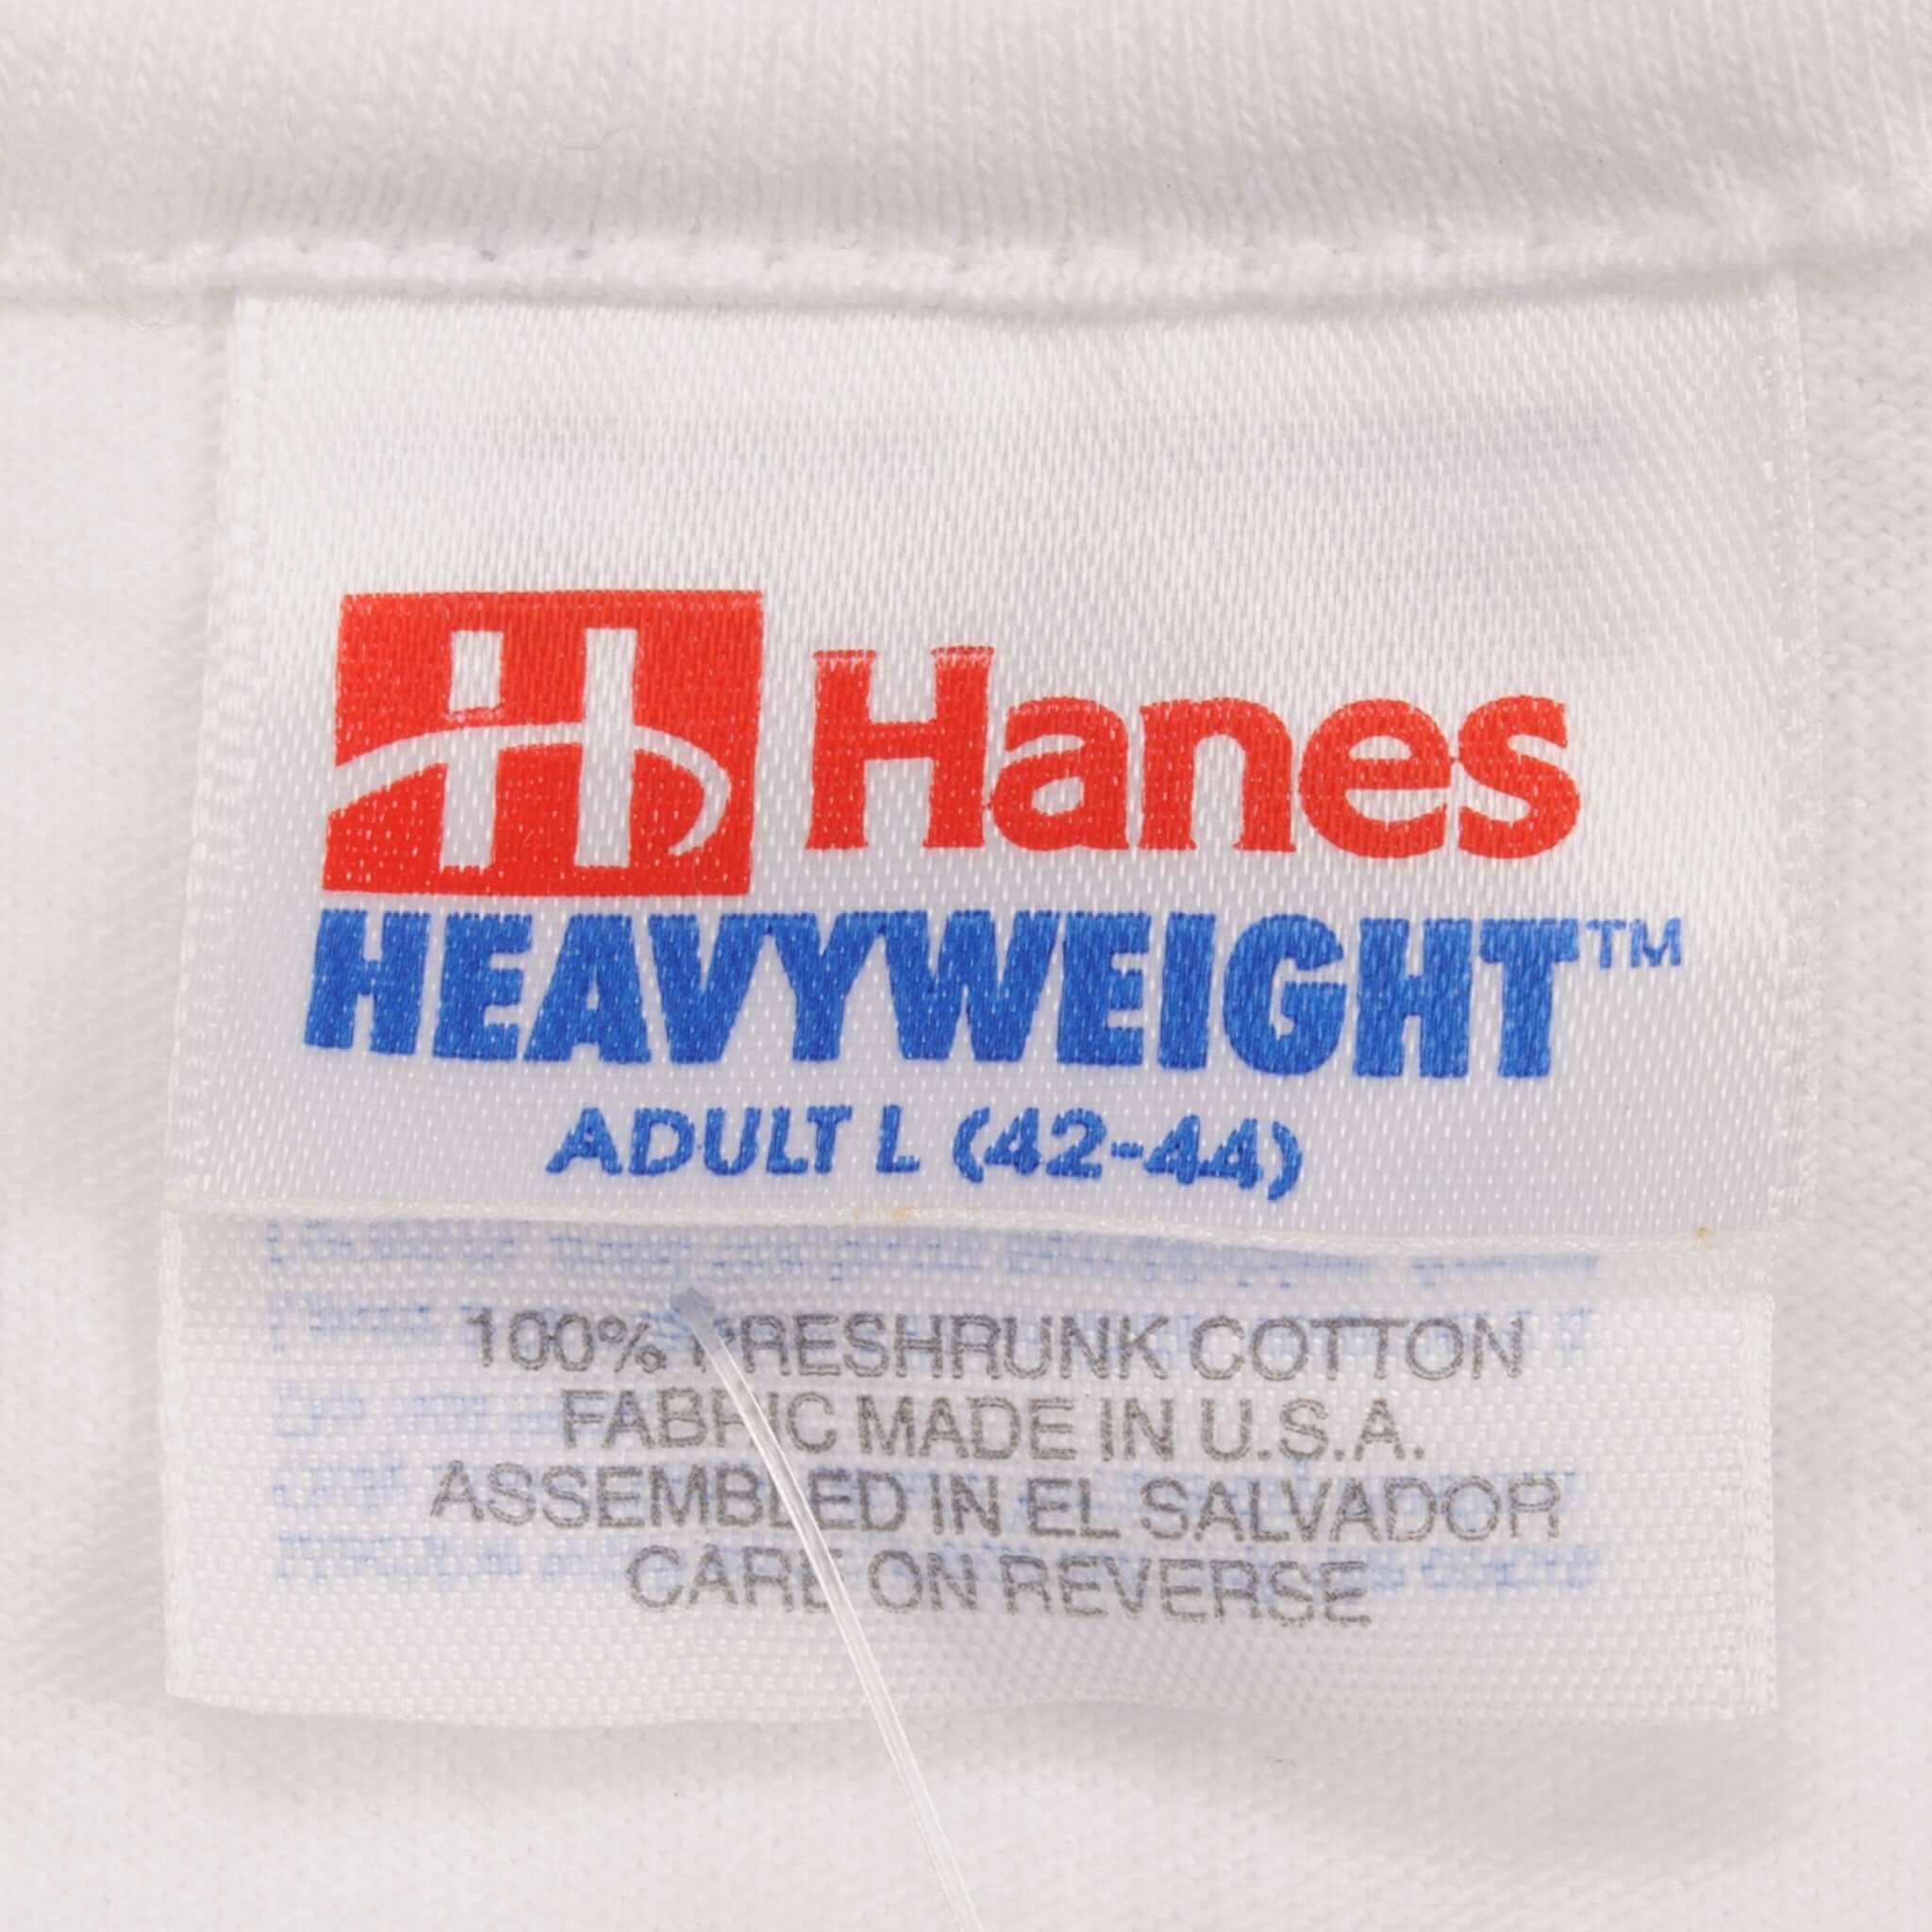 H Hanes
HEAVYWEIGHT™
ADULT L (42-44)
100% PRESHRUNK COTTON
FABRIC MADE IN U.S.A.
ASSEMBLED IN EL SALVADOR
CARE ON REVERSE